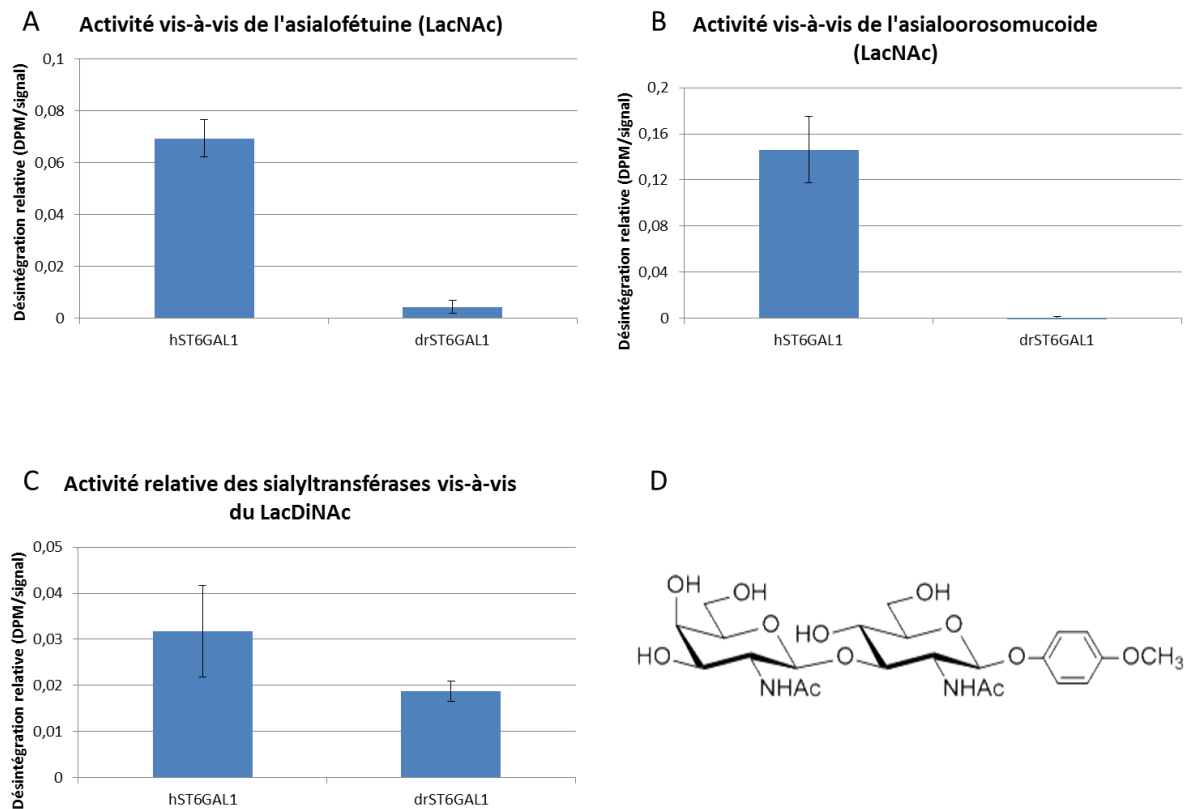 A
Activité vis-à-vis de l'asialofétuine (LacNAc)
Désintégration relative (DPM/signal)
0,1
0,08
0,06
0,04
0,02
0
hST6GAL1
drST6GAL1
B
Activité vis-à-vis de l'asialoorosomucoide
(LacNAc)
Désintégration relative (DPM/signal)
0,2
0,16
0,12
0,08
0,04
0
hST6GAL1
drST6GAL1
C
Activité relative des sialyltransférases vis-à-vis
du LacDiNAc
Désintégration relative (DPM/signal)
0,05
0,04
0,03
0,02
0,01
0
hST6GAL1
drST6GAL1
D
OH
OH
O
HO
NHAc
O
OH
HO
O
NHAc
O
OCH3